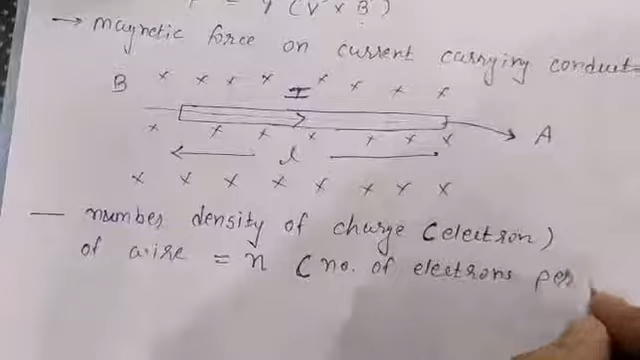 F = q (V × B)
→ magnetic force on current carrying conduct
B × × × × × × × ×
I
× × × × × × × A
l
× × × × × × × ×
— number density of charge (electron)
of wire = n (no. of electrons per